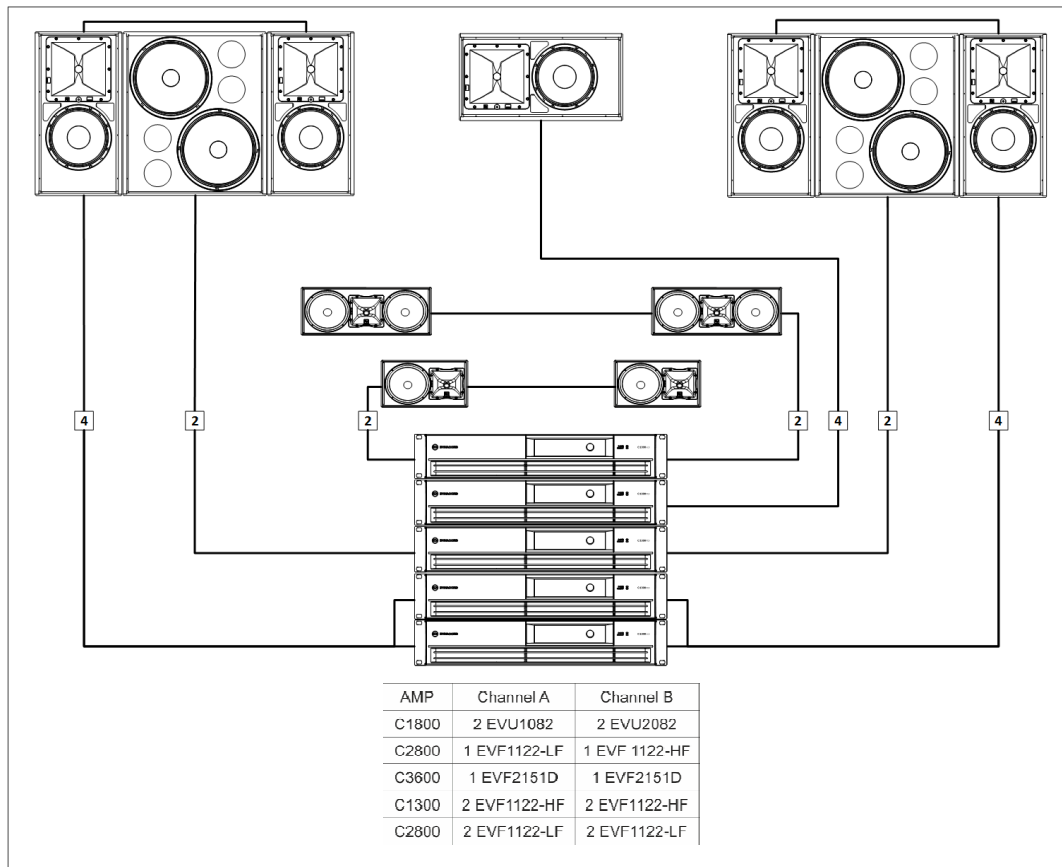 4
2
2
2
4
2
4
AMP Channel A Channel B
C1800 2 EVU1082 2 EVU2082
C2800 1 EVF1122-LF 1 EVF 1122-HF
C3600 1 EVF2151D 1 EVF2151D
C1300 2 EVF1122-HF 2 EVF1122-HF
C2800 2 EVF1122-LF 2 EVF1122-LF